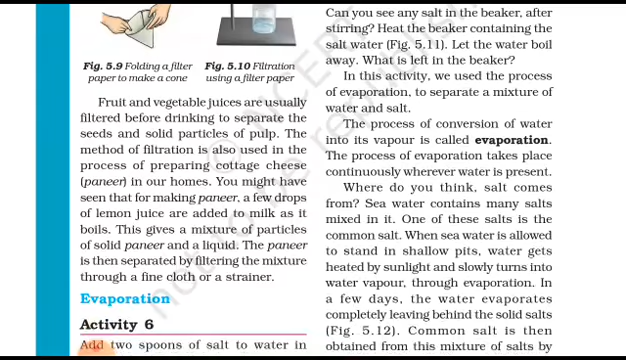 Fig. 5.9 Folding a filter
paper to make a cone
Fig. 5.10 Filtration
using a filter paper
Fruit and vegetable juices are usually
filtered before drinking to separate the
seeds and solid particles of pulp. The
method of filtration is also used in the
process of preparing cottage cheese
(paneer) in our homes. You might have
seen that for making paneer, a few drops
of lemon juice are added to milk as it
boils. This gives a mixture of particles
of solid paneer and a liquid. The paneer
is then separated by filtering the mixture
through a fine cloth or a strainer.
Evaporation
Activity 6
Add two spoons of salt to water in
Can you see any salt in the beaker, after
stirring? Heat the beaker containing the
salt water (Fig. 5.11). Let the water boil
away. What is left in the beaker?
In this activity, we used the process
of evaporation, to separate a mixture of
water and salt.
The process of conversion of water
into its vapour is called evaporation.
The process of evaporation takes place
continuously wherever water is present.
Where do you think, salt comes
from? Sea water contains many salts
mixed in it. One of these salts is the
common salt. When sea water is allowed
to stand in shallow pits, water gets
heated by sunlight and slowly turns into
water vapour, through evaporation. In
a few days, the water evaporates
completely leaving behind the solid salts
(Fig. 5.12). Common salt is then
obtained from this mixture of salts by